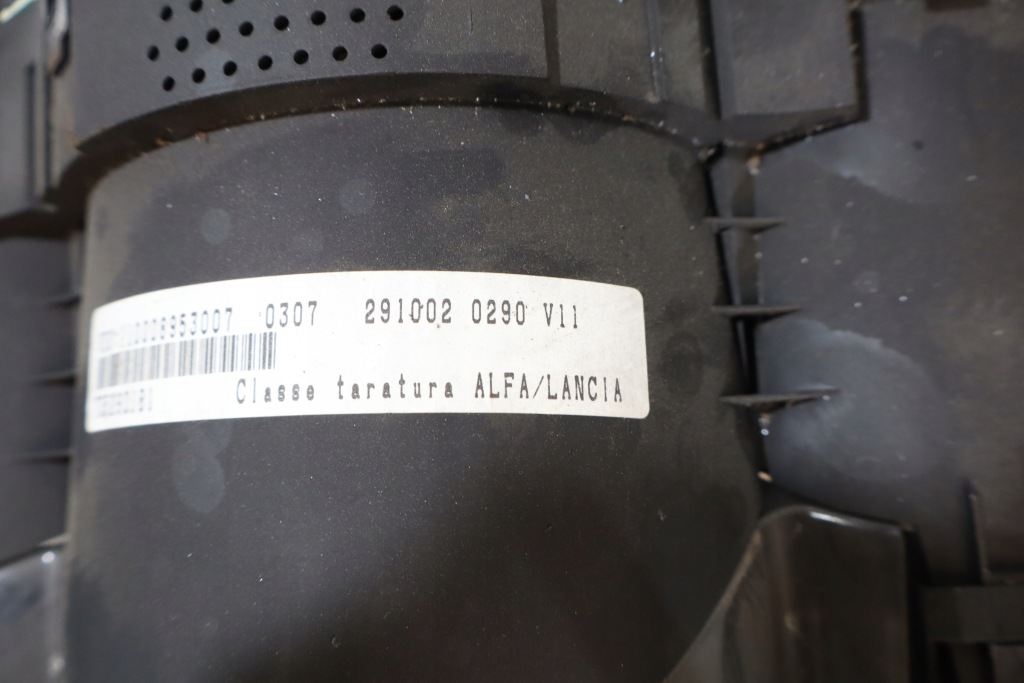 0307 291002 0290 V11
Classe taratura ALFA/LANCIA